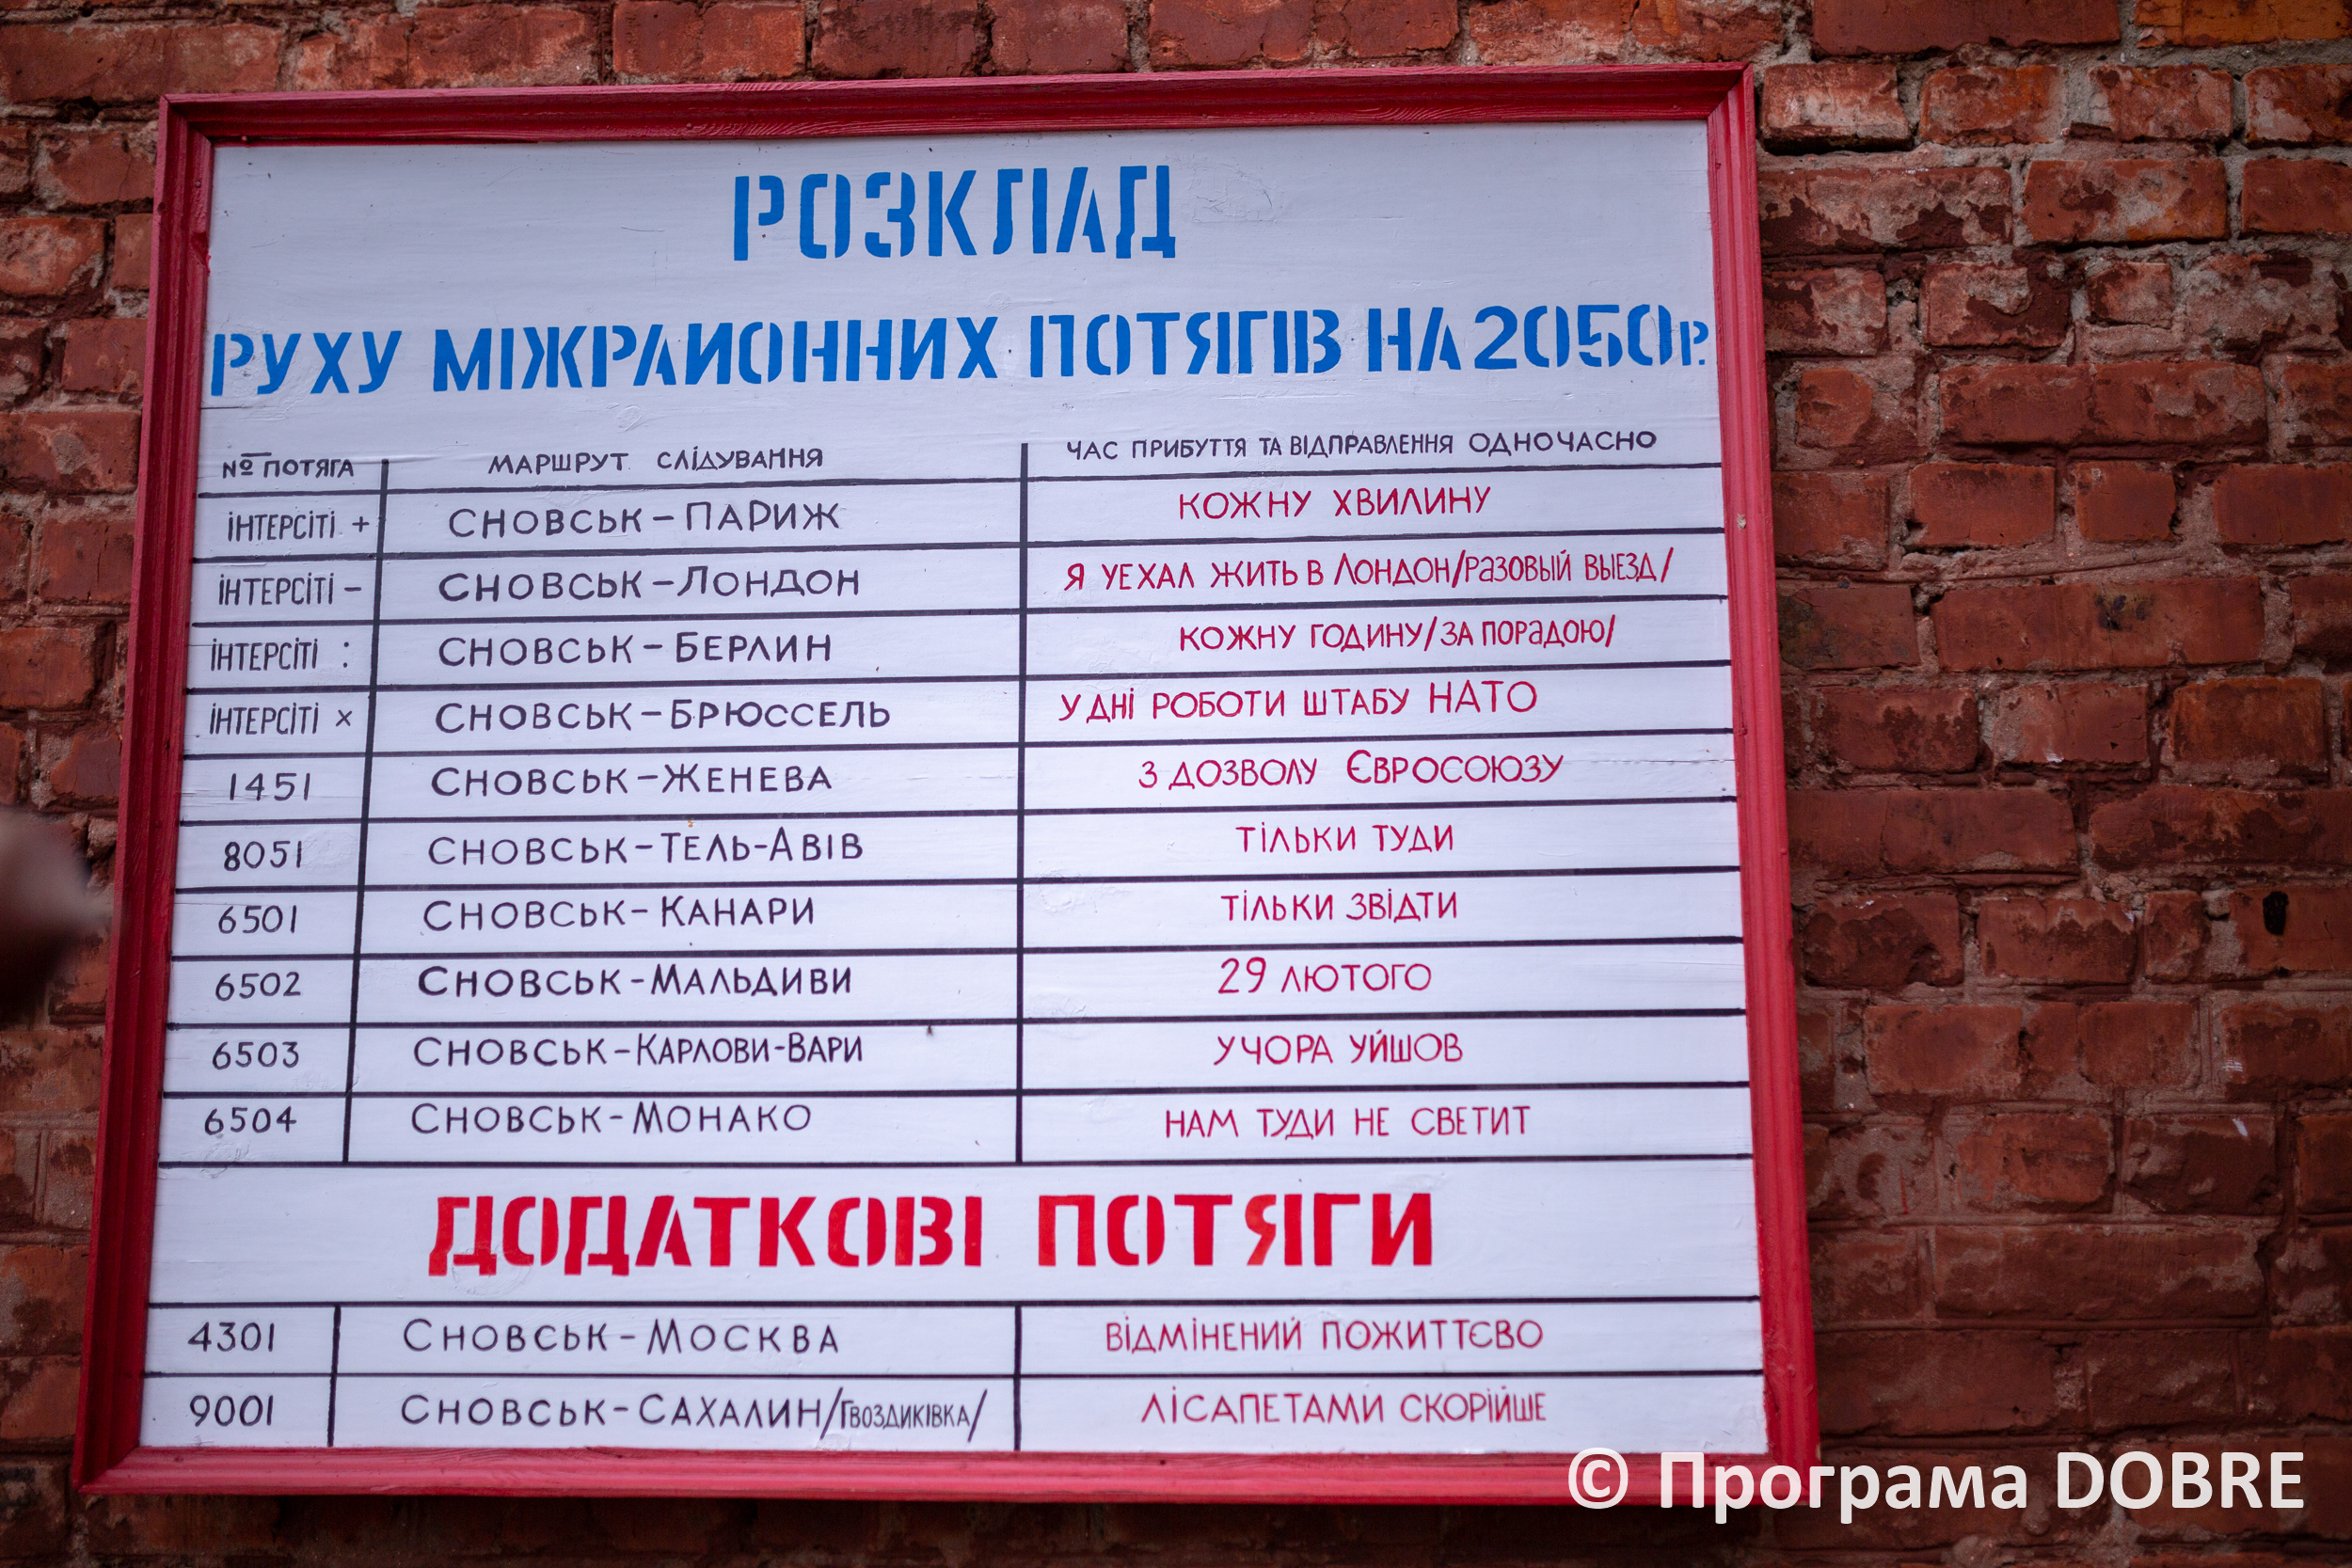 РОЗКЛАД
РУХУ МІЖРАИОННИХ ПОТЯГІВ НА 2050 Р.
№ ПОТЯГА МАРШРУТ СЛІДУВАННЯ ЧАС ПРИБУТТЯ ТА ВІДПРАВЛЕННЯ ОДНОЧАСНО
ІНТЕРСІТІ + СНОВСЬК – ПАРИЖ КОЖНУ ХВИЛИНУ
ІНТЕРСІТІ – СНОВСЬК – ЛОНДОН Я УЕХАЛ ЖИТЬ В ЛОНДОН /РАЗОВЫЙ ВЫЕЗД/
ІНТЕРСІТІ : СНОВСЬК – БЕРЛИН КОЖНУ ГОДИНУ /ЗА ПОРАДОЮ/
ІНТЕРСІТІ × СНОВСЬК – БРЮССЕЛЬ У ДНІ РОБОТИ ШТАБУ НАТО
1451 СНОВСЬК – ЖЕНЕВА З ДОЗВОЛУ ЄВРОСОЮЗУ
8051 СНОВСЬК – ТЕЛЬ-АВІВ ТІЛЬКИ ТУДИ
6501 СНОВСЬК – КАНАРИ ТІЛЬКИ ЗВІДТИ
6502 СНОВСЬК – МАЛЬДИВИ 29 ЛЮТОГО
6503 СНОВСЬК – КАРЛОВИ-ВАРИ УЧОРА УЙШОВ
6504 СНОВСЬК – МОНАКО НАМ ТУДИ НЕ СВЕТИТ
ДОДАТКОВІ ПОТЯГИ
4301 СНОВСЬК – МОСКВА ВІДМІНЕНИЙ ПОЖИТТЄВО
9001 СНОВСЬК – САХАЛИН /ГВОЗДИКІВКА/ ЛІСАПЕТАМИ СКОРІЙШЕ
© Програма DOBRE